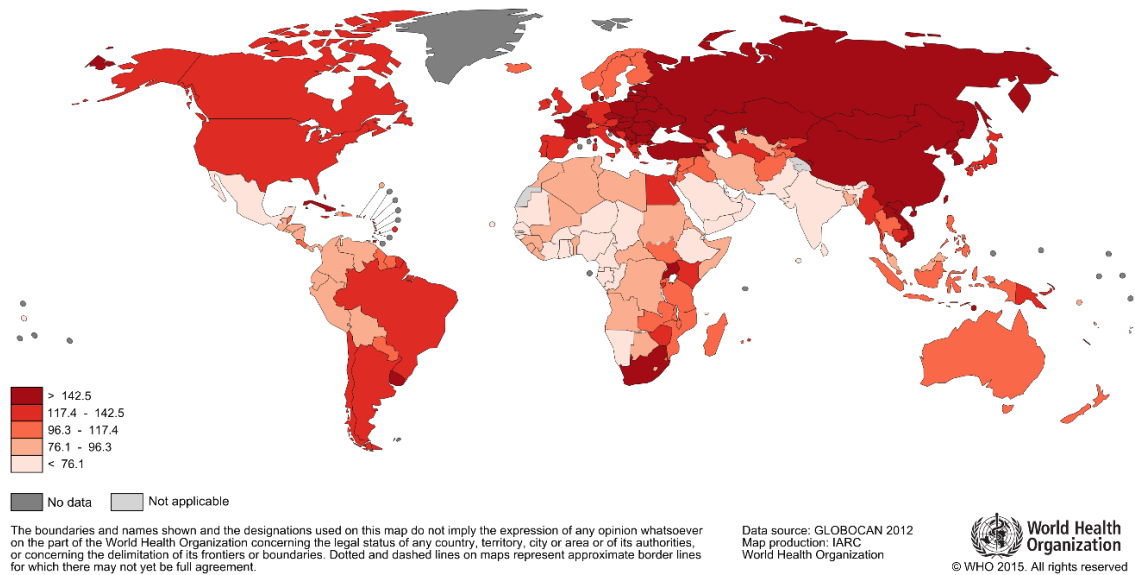 > 142.5
117.4 - 142.5
96.3 - 117.4
76.1 - 96.3
< 76.1
No data
Not applicable
The boundaries and names shown and the designations used on this map do not imply the expression of any opinion whatsoever
on the part of the World Health Organization concerning the legal status of any country, territory, city or area or of its authorities,
or concerning the delimitation of its frontiers or boundaries. Dotted and dashed lines on maps represent approximate border lines
for which there may not yet be full agreement.
Data source: GLOBOCAN 2012
Map production: IARC
World Health Organization
World Health
Organization
© WHO 2015. All rights reserved